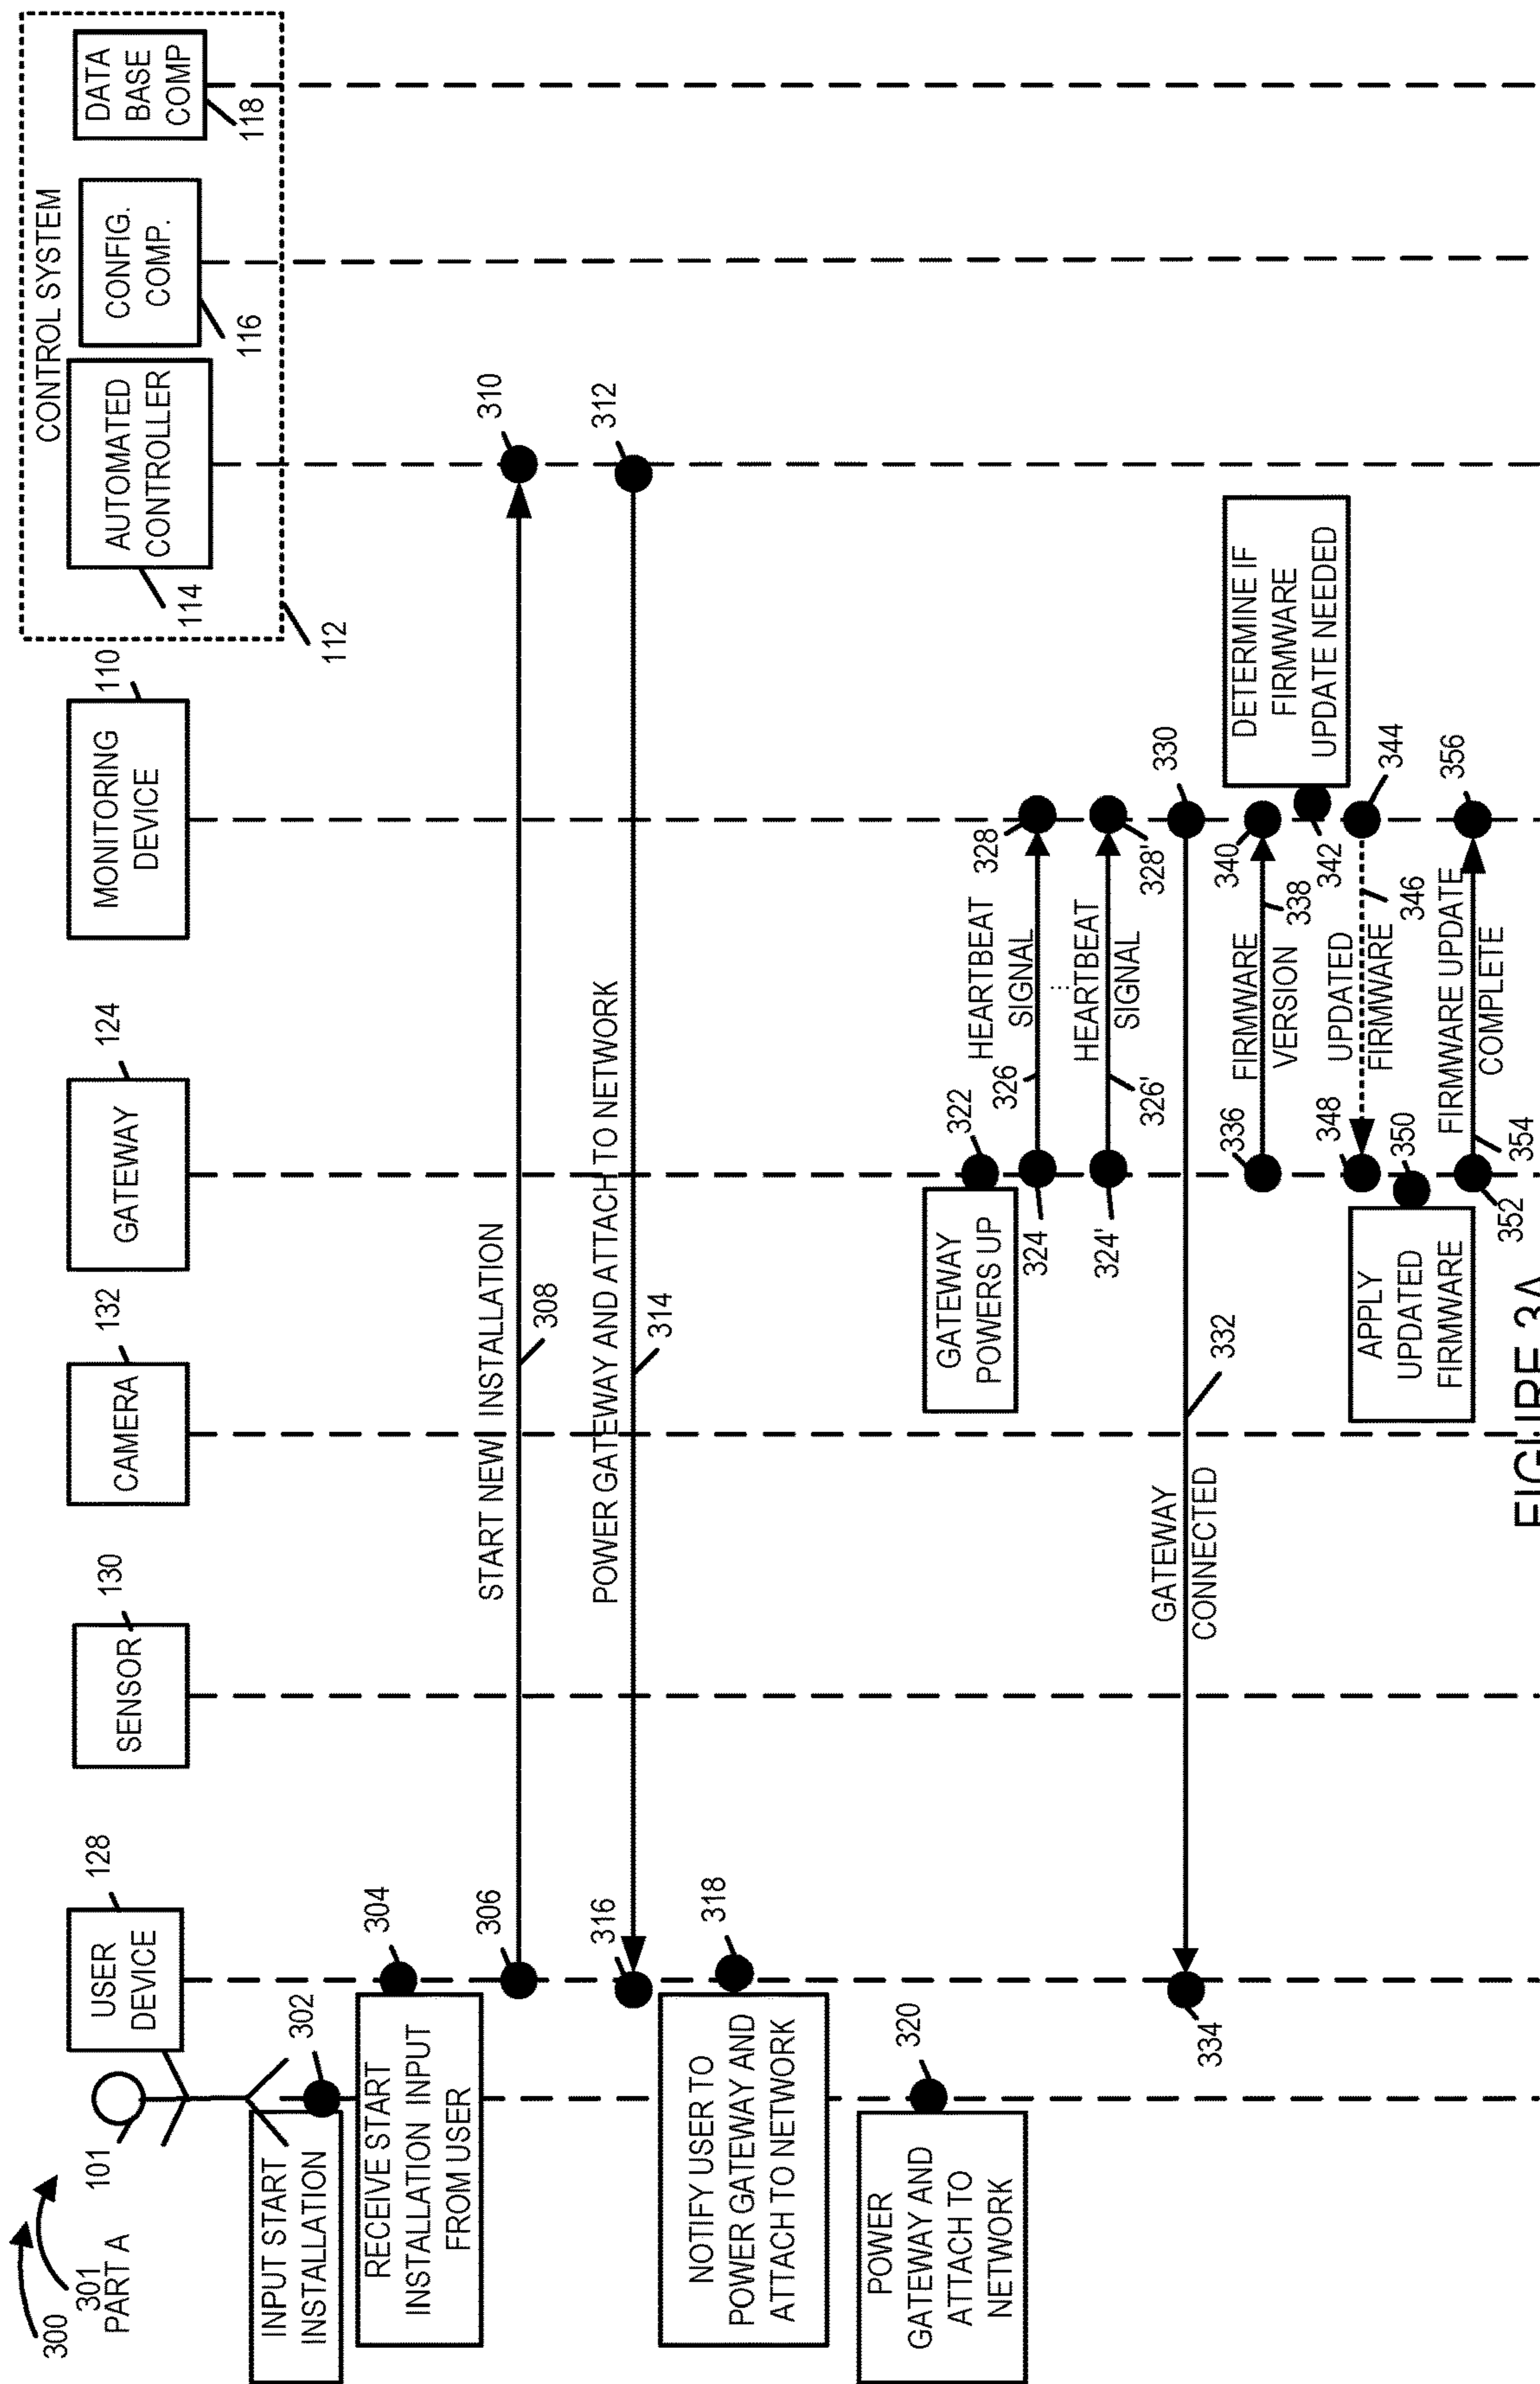 300
301
PART A
101
USER
DEVICE
128
SENSOR
130
CAMERA
132
GATEWAY
124
MONITORING
DEVICE
110
CONTROL SYSTEM
112
AUTOMATED
CONTROLLER
114
CONFIG.
COMP.
116
DATA
BASE
COMP
118
INPUT START
INSTALLATION
302
RECEIVE START
INSTALLATION INPUT
FROM USER
304
306
START NEW INSTALLATION
308
310
316
POWER GATEWAY AND ATTACH TO NETWORK
314
312
NOTIFY USER TO
POWER GATEWAY AND
ATTACH TO NETWORK
318
POWER
GATEWAY AND
ATTACH TO
NETWORK
320
GATEWAY
POWERS UP
322
HEARTBEAT
SIGNAL
324
326
328
...
HEARTBEAT
SIGNAL
324'
326'
328'
334
GATEWAY
CONNECTED
332
330
336
FIRMWARE
VERSION
338
340
DETERMINE IF
FIRMWARE
UPDATE NEEDED
342
348
UPDATED
FIRMWARE
346
344
APPLY
UPDATED
FIRMWARE
350
352
FIRMWARE UPDATE
COMPLETE
354
356
FIGURE 3A